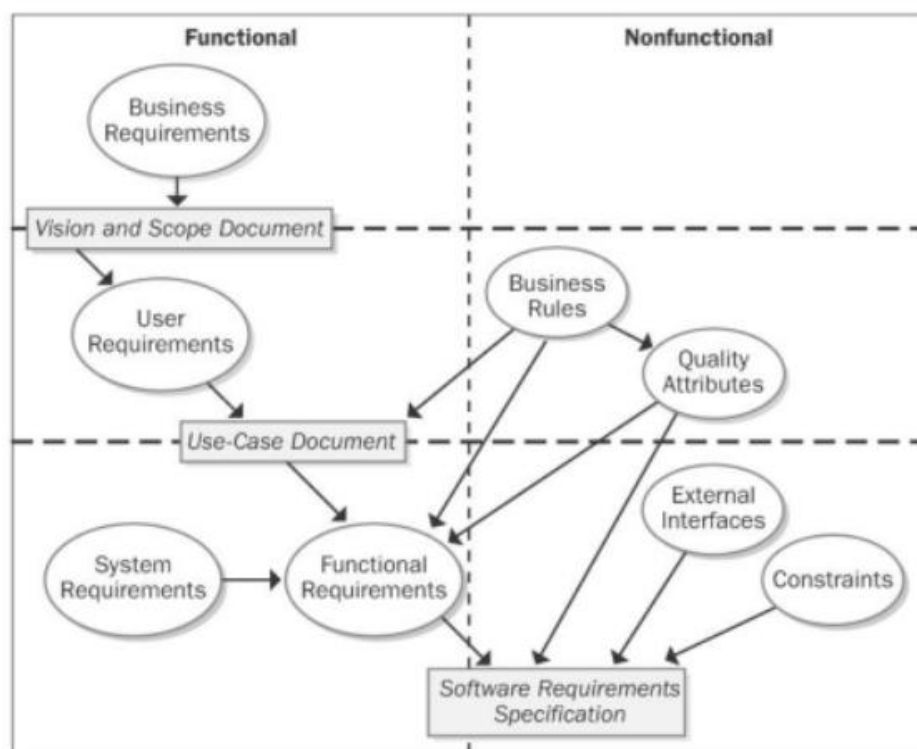 Functional
Nonfunctional
Business
Requirements
Vision and Scope Document
User
Requirements
Business
Rules
Quality
Attributes
Use-Case Document
External
Interfaces
System
Requirements
Functional
Requirements
Constraints
Software Requirements
Specification